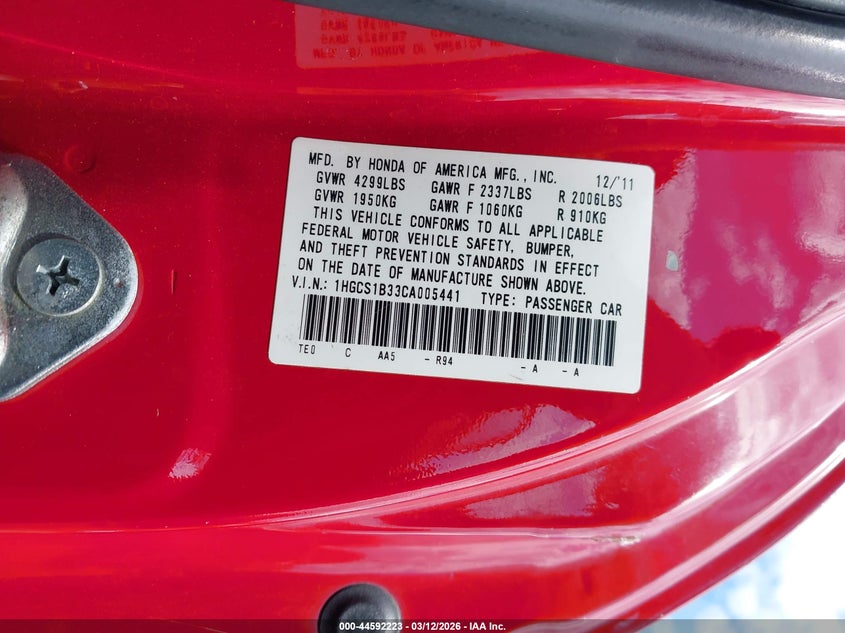 MFD. BY HONDA OF AMERICA MFG., INC. 12/'11
GVWR 4299LBS GAWR F 2337LBS R 2006LBS
GVWR 1950KG GAWR F 1060KG R 910KG
THIS VEHICLE CONFORMS TO ALL APPLICABLE
FEDERAL MOTOR VEHICLE SAFETY, BUMPER,
AND THEFT PREVENTION STANDARDS IN EFFECT
ON THE DATE OF MANUFACTURE SHOWN ABOVE.
V.I.N.: 1HGCS1B33CA005441 TYPE: PASSENGER CAR
TE0 C AA5 - R94 - A - A
000-44592223 - 03/12/2026 - IAA Inc.